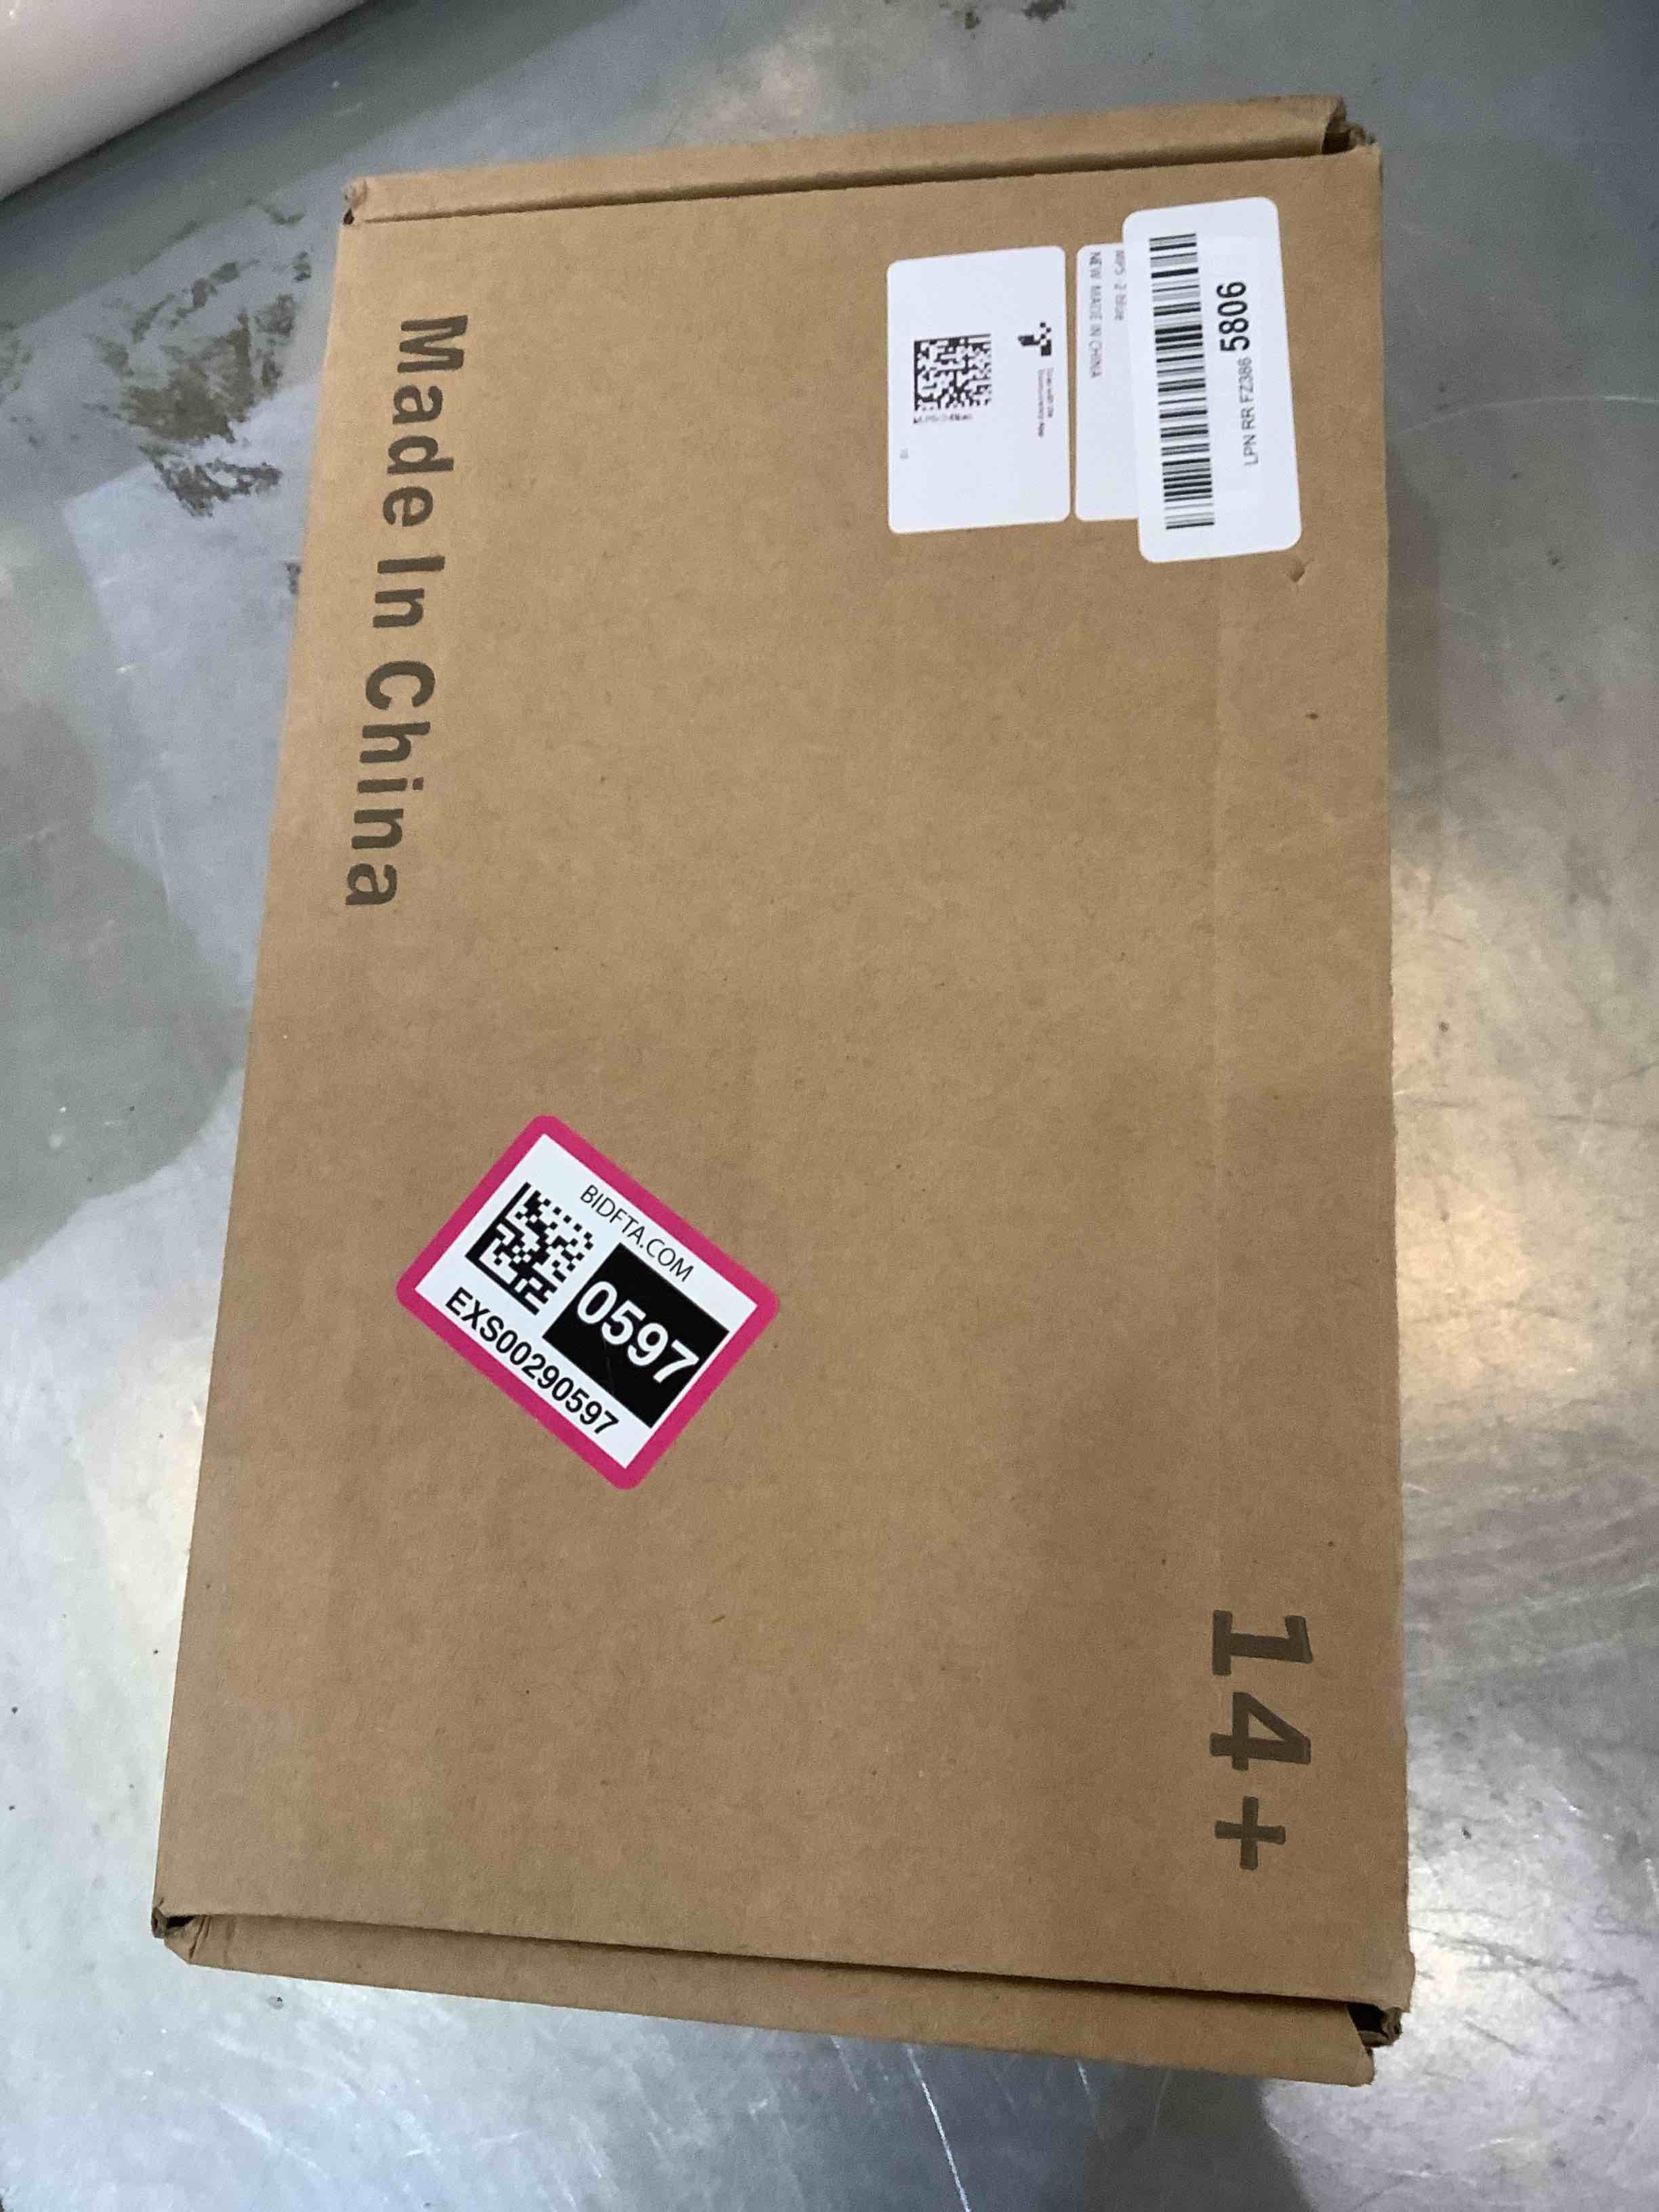 Made In China
NEW MADE IN CHINA
LPN RR FZ386 5806
BIDFTA.COM
0597
EXS00290597
14+